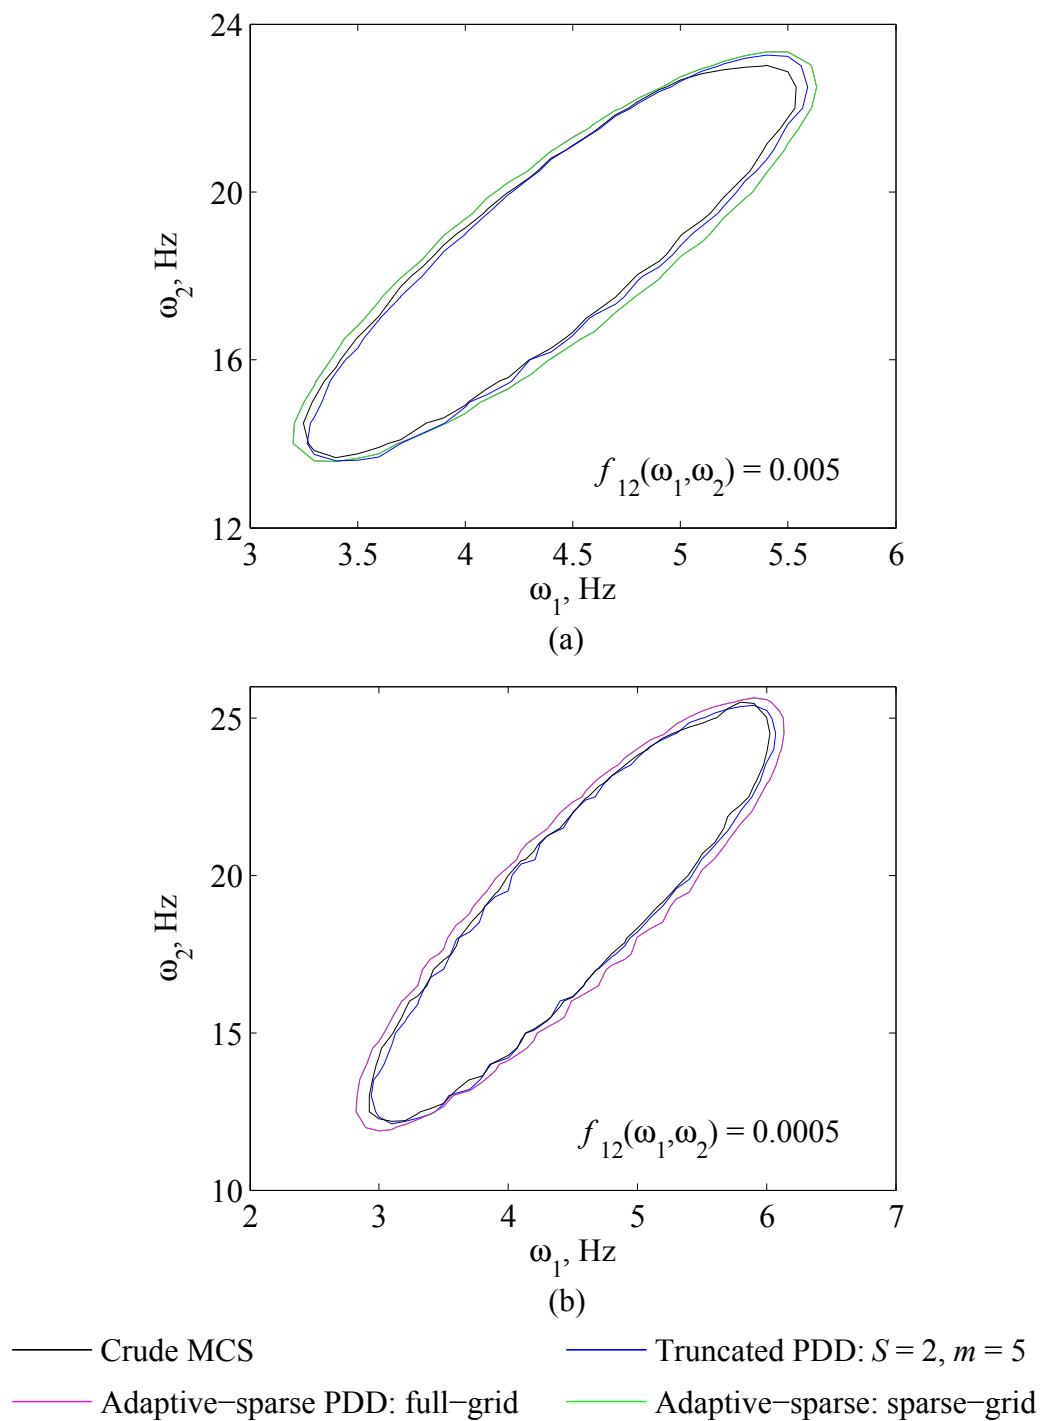 24
20
16
12
ω2, Hz
f12(ω1,ω2) = 0.005
3 3.5 4 4.5 5 5.5 6
ω1, Hz
(a)
25
20
15
10
ω2, Hz
f12(ω1,ω2) = 0.0005
2 3 4 5 6 7
ω1, Hz
(b)
Crude MCS
Truncated PDD: S = 2, m = 5
Adaptive−sparse PDD: full−grid
Adaptive−sparse: sparse−grid